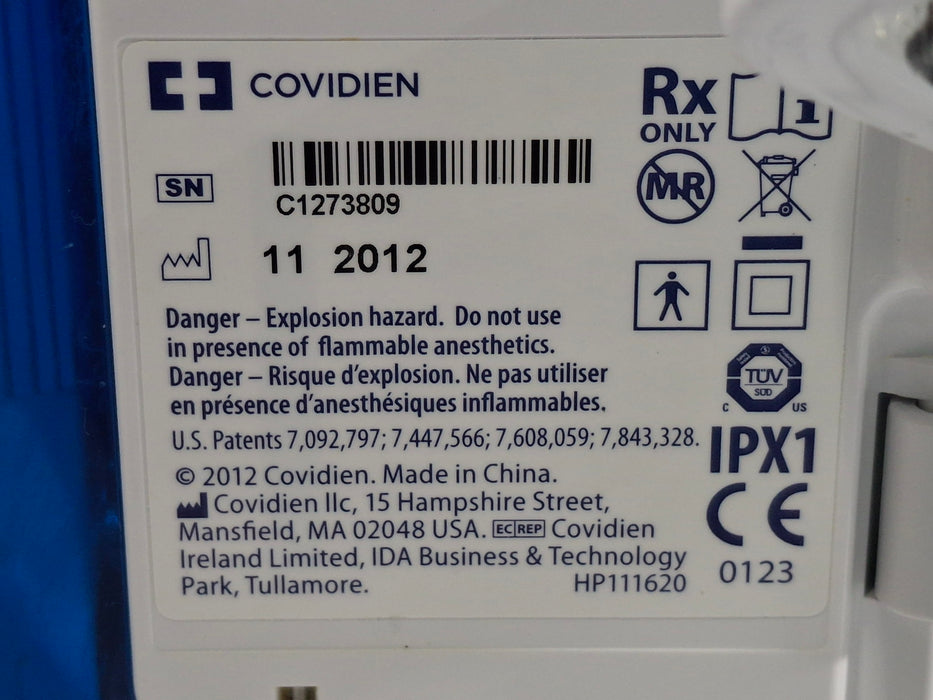 COVIDIEN
Rx
ONLY
i
SN
C1273809
MR
11 2012
Danger – Explosion hazard. Do not use
in presence of flammable anesthetics.
Danger – Risque d'explosion. Ne pas utiliser
en présence d'anesthésiques inflammables.
TÜV
SÜD
C US
U.S. Patents 7,092,797; 7,447,566; 7,608,059; 7,843,328.
IPX1
© 2012 Covidien. Made in China.
Covidien llc, 15 Hampshire Street,
Mansfield, MA 02048 USA. EC REP Covidien
Ireland Limited, IDA Business & Technology
Park, Tullamore. HP111620
CE
0123